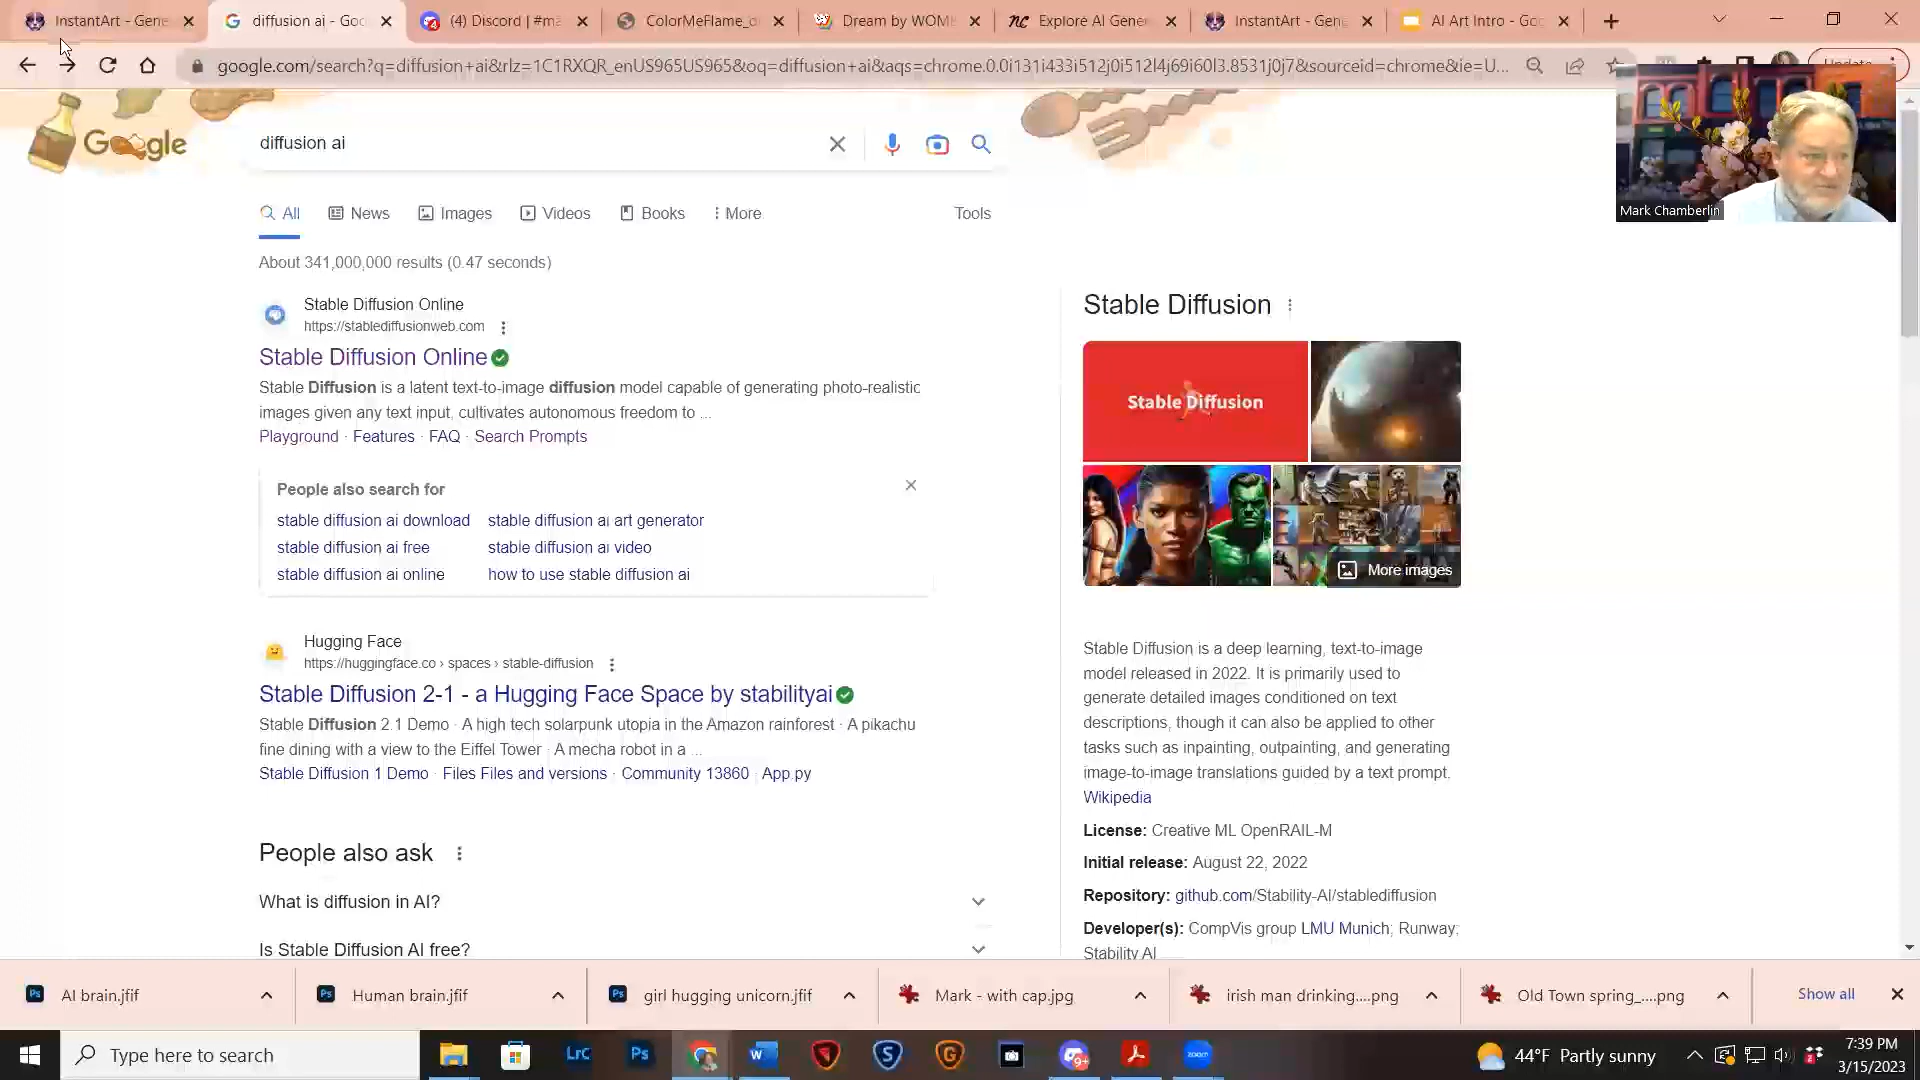 InstantArt - Gene
diffusion ai - Goo
(4) Discord | #ma
ColorMeFlame_d
Dream by WOM
Explore AI Gener
InstantArt - Gene
AI Art Intro - Goo
google.com/search?q=diffusion+ai&rlz=1C1RXQR_enUS965US965&oq=diffusion+ai&aqs=chrome.0.0i131i433i512j0i512l4j69i60l3.8531j0j7&sourceid=chrome&ie=U...
Update
Google
diffusion ai
All
News
Images
Videos
Books
More
Tools
Mark Chamberlin
About 341,000,000 results (0.47 seconds)
Stable Diffusion Online
https://stablediffusionweb.com
Stable Diffusion Online
Stable Diffusion is a latent text-to-image diffusion model capable of generating photo-realistic
images given any text input, cultivates autonomous freedom to ...
Playground · Features · FAQ · Search Prompts
People also search for
stable diffusion ai download
stable diffusion ai art generator
stable diffusion ai free
stable diffusion ai video
stable diffusion ai online
how to use stable diffusion ai
Hugging Face
https://huggingface.co › spaces › stable-diffusion
Stable Diffusion 2-1 - a Hugging Face Space by stabilityai
Stable Diffusion 2.1 Demo · A high tech solarpunk utopia in the Amazon rainforest · A pikachu
fine dining with a view to the Eiffel Tower · A mecha robot in a ...
Stable Diffusion 1 Demo · Files Files and versions · Community 13860 · App.py
People also ask
What is diffusion in AI?
Is Stable Diffusion AI free?
Stable Diffusion
Stable Diffusion
More images
Stable Diffusion is a deep learning, text-to-image
model released in 2022. It is primarily used to
generate detailed images conditioned on text
descriptions, though it can also be applied to other
tasks such as inpainting, outpainting, and generating
image-to-image translations guided by a text prompt.
Wikipedia
License: Creative ML OpenRAIL-M
Initial release: August 22, 2022
Repository: github.com/Stability-AI/stablediffusion
Developer(s): CompVis group LMU Munich; Runway;
Stability AI
AI brain.jfif
Human brain.jfif
girl hugging unicorn.jfif
Mark - with cap.jpg
irish man drinking....png
Old Town spring_....png
Show all
Type here to search
LrC
Ps
zoom
44°F Partly sunny
7:39 PM
3/15/2023